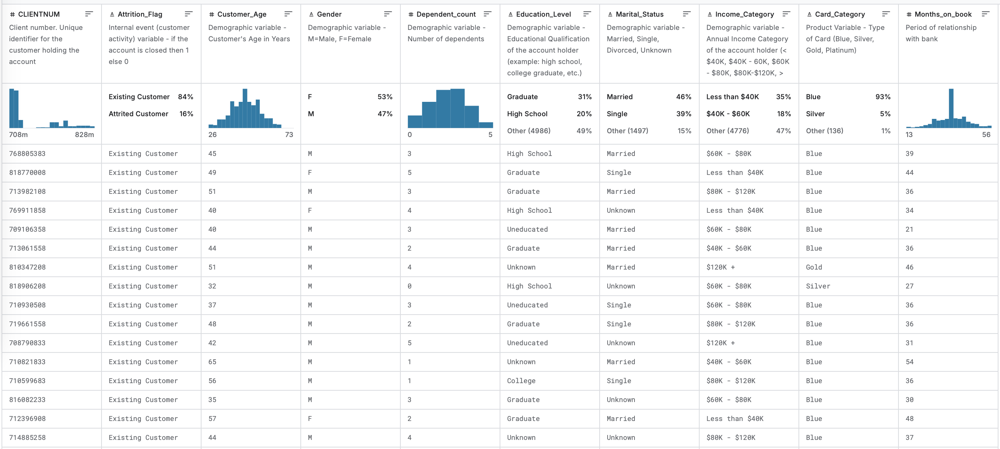 # CLIENTNUM
A Attrition_Flag
# Customer_Age
A Gender
# Dependent_count
A Education_Level
A Marital_Status
A Income_Category
A Card_Category
# Months_on_book
Client number. Unique
identifier for the
customer holding the
account
Internal event (customer
activity) variable - if the
account is closed then 1
else 0
Demographic variable -
Customer's Age in Years
Demographic variable -
M=Male, F=Female
Demographic variable -
Number of dependents
Demographic variable -
Educational Qualification
of the account holder
(example: high school,
college graduate, etc.)
Demographic variable -
Married, Single,
Divorced, Unknown
Demographic variable -
Annual Income Category
of the account holder (<
$40K, $40K - 60K, $60K
- $80K, $80K-$120K, >
Product Variable - Type
of Card (Blue, Silver,
Gold, Platinum)
Period of relationship
with bank
708m 828m
Existing Customer 84%
Attrited Customer 16%
26 73
F 53%
M 47%
0 5
Graduate 31%
High School 20%
Other (4986) 49%
Married 46%
Single 39%
Other (1497) 15%
Less than $40K 35%
$40K - $60K 18%
Other (4776) 47%
Blue 93%
Silver 5%
Other (136) 1%
13 56
768805383 Existing Customer 45 M 3 High School Married $60K - $80K Blue 39
818770008 Existing Customer 49 F 5 Graduate Single Less than $40K Blue 44
713982108 Existing Customer 51 M 3 Graduate Married $80K - $120K Blue 36
769911858 Existing Customer 40 F 4 High School Unknown Less than $40K Blue 34
709106358 Existing Customer 40 M 3 Uneducated Married $60K - $80K Blue 21
713061558 Existing Customer 44 M 2 Graduate Married $40K - $60K Blue 36
810347208 Existing Customer 51 M 4 Unknown Married $120K + Gold 46
818906208 Existing Customer 32 M 0 High School Unknown $60K - $80K Silver 27
710930508 Existing Customer 37 M 3 Uneducated Single $60K - $80K Blue 36
719661558 Existing Customer 48 M 2 Graduate Single $80K - $120K Blue 36
708790833 Existing Customer 42 M 5 Uneducated Unknown $120K + Blue 31
710821833 Existing Customer 65 M 1 Unknown Married $40K - $60K Blue 54
710599683 Existing Customer 56 M 1 College Single $80K - $120K Blue 36
816082233 Existing Customer 35 M 3 Graduate Unknown $60K - $80K Blue 30
712396908 Existing Customer 57 F 2 Graduate Married Less than $40K Blue 48
714885258 Existing Customer 44 M 4 Unknown Unknown $80K - $120K Blue 37